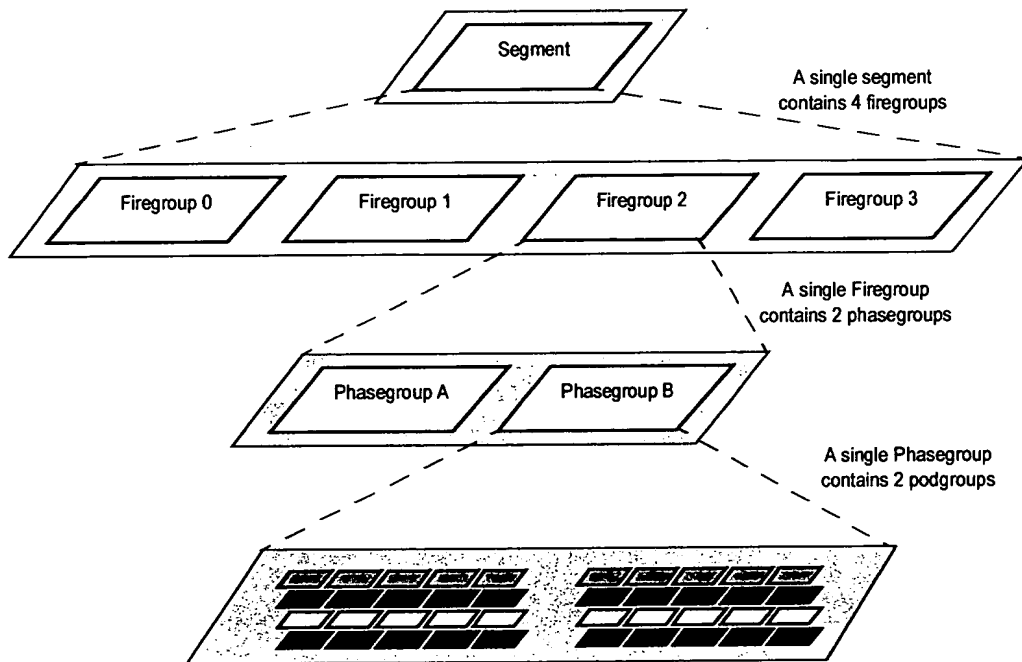 Segment
A single segment
contains 4 firegroups
Firegroup 0
Firegroup 1
Firegroup 2
Firegroup 3
A single Firegroup
contains 2 phasegroups
Phasegroup A
Phasegroup B
A single Phasegroup
contains 2 podgroups